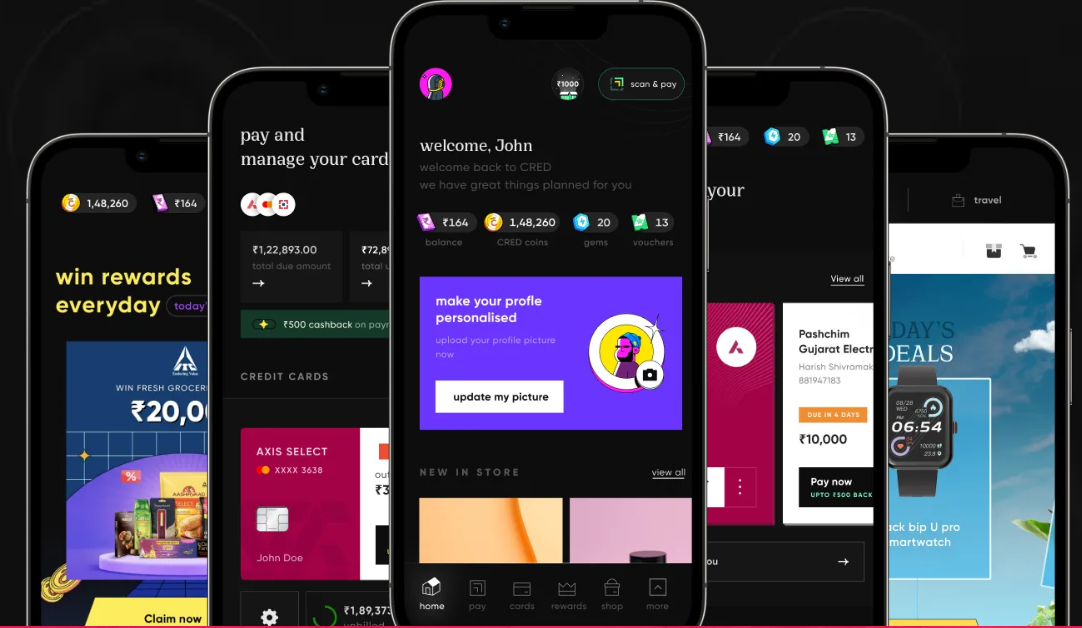 1,48,260
₹164
win rewards
everyday
WIN FRESH GROCER
₹20,0
Claim now
pay and
manage your card
₹1,22,893.00
total due amount
₹72,8
total
₹500 cashback on payr
CREDIT CARDS
AXIS SELECT
XXXX 3638
John Doe
out
₹3
₹1,89,373
unbilled
₹1000
scan & pay
welcome, John
welcome back to CRED
we have great things planned for you
₹164
1,48,260
20
13
balance
CRED coins
gems
vouchers
make your profle
personalised
upload your profile picture
now
update my picture
NEW IN STORE
view all
home
pay
cards
rewards
shop
more
₹164
20
13
your
View all
Pashchim
Gujarat Electr
Harish Shivramak
881947183
DUE IN 4 DAYS
₹10,000
Pay now
UPTO ₹500 BACK
ou
travel
DAY'S
DEALS
06:54
ack bip U pro
martwatch